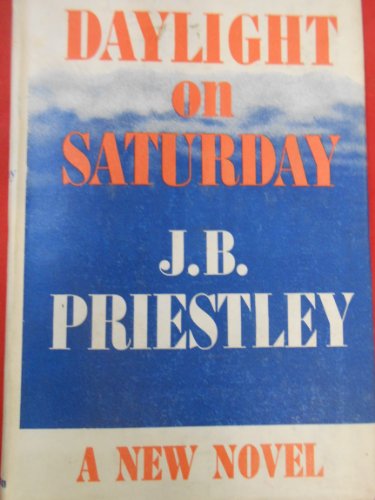 DAYLIGHT
on
SATURDAY
J.B.
PRIESTLEY
A NEW NOVEL